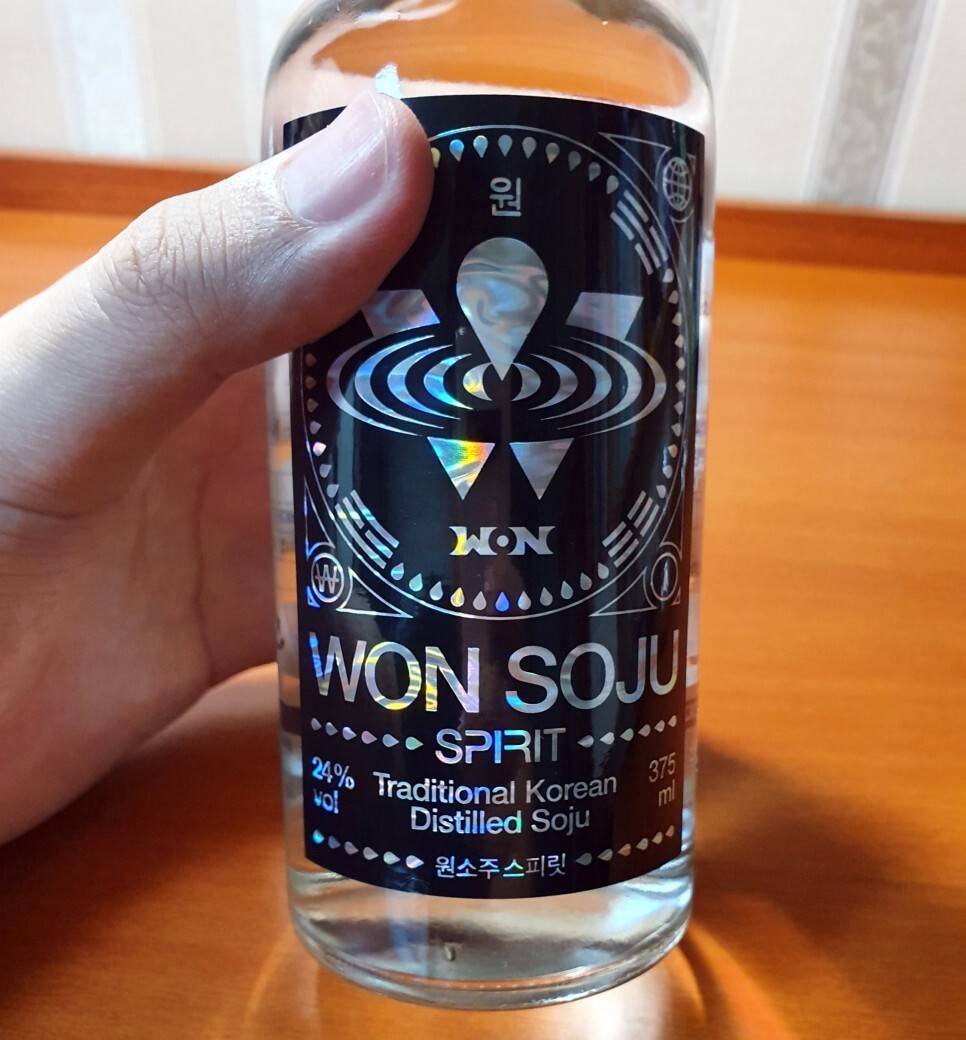 원
WON
₩
WON SOJU
SPIRIT
24%
vol
Traditional Korean
Distilled Soju
375
ml
원소주 스피릿